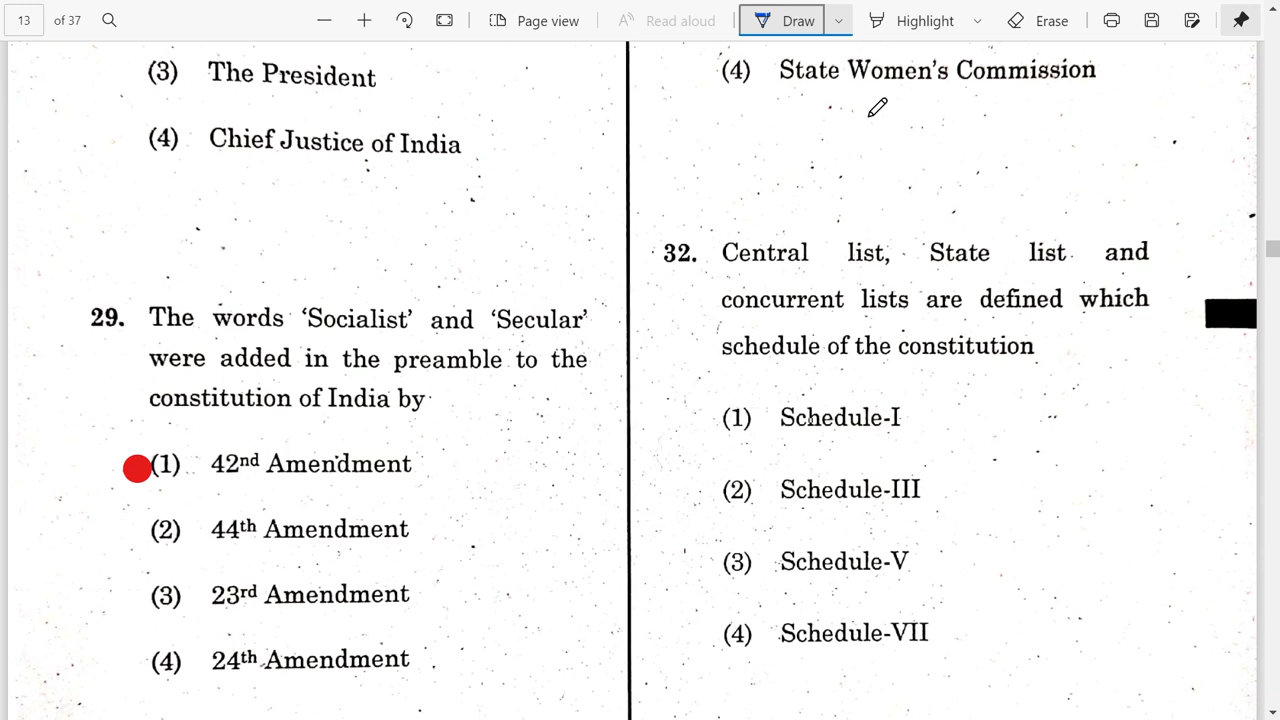 13 of 37 Page view Read aloud Draw Highlight Erase
(3) The President
(4) Chief Justice of India
29. The words ‘Socialist’ and ‘Secular’
were added in the preamble to the
constitution of India by
(1) 42nd Amendment
(2) 44th Amendment
(3) 23rd Amendment
(4) 24th Amendment
(4) State Women's Commission
32. Central list, State list and
concurrent lists are defined which
schedule of the constitution
(1) Schedule-I
(2) Schedule-III
(3) Schedule-V
(4) Schedule-VII